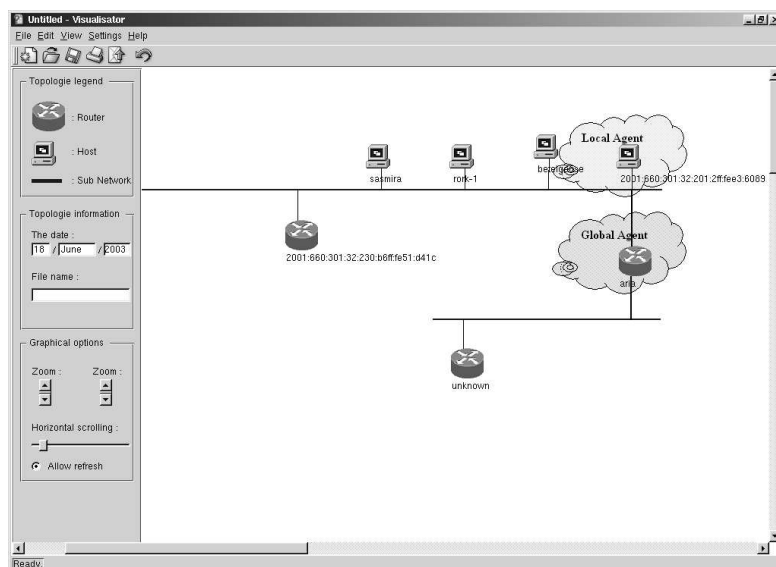 Untitled - Visualisator
File Edit View Settings Help
Topologie legend
: Router
: Host
: Sub Network
Topologie information
The date :
18 / June / 2003
File name :
Graphical options
Zoom : Zoom :
Horizontal scrolling :
Allow refresh
Local Agent
sasmira
rork-1
betelgeuse
2001:660:301:32:201:2ff:fee3:6089
2001:660:301:32:230:b6ff:fe51:d41c
Global Agent
aria
unknown
Ready.